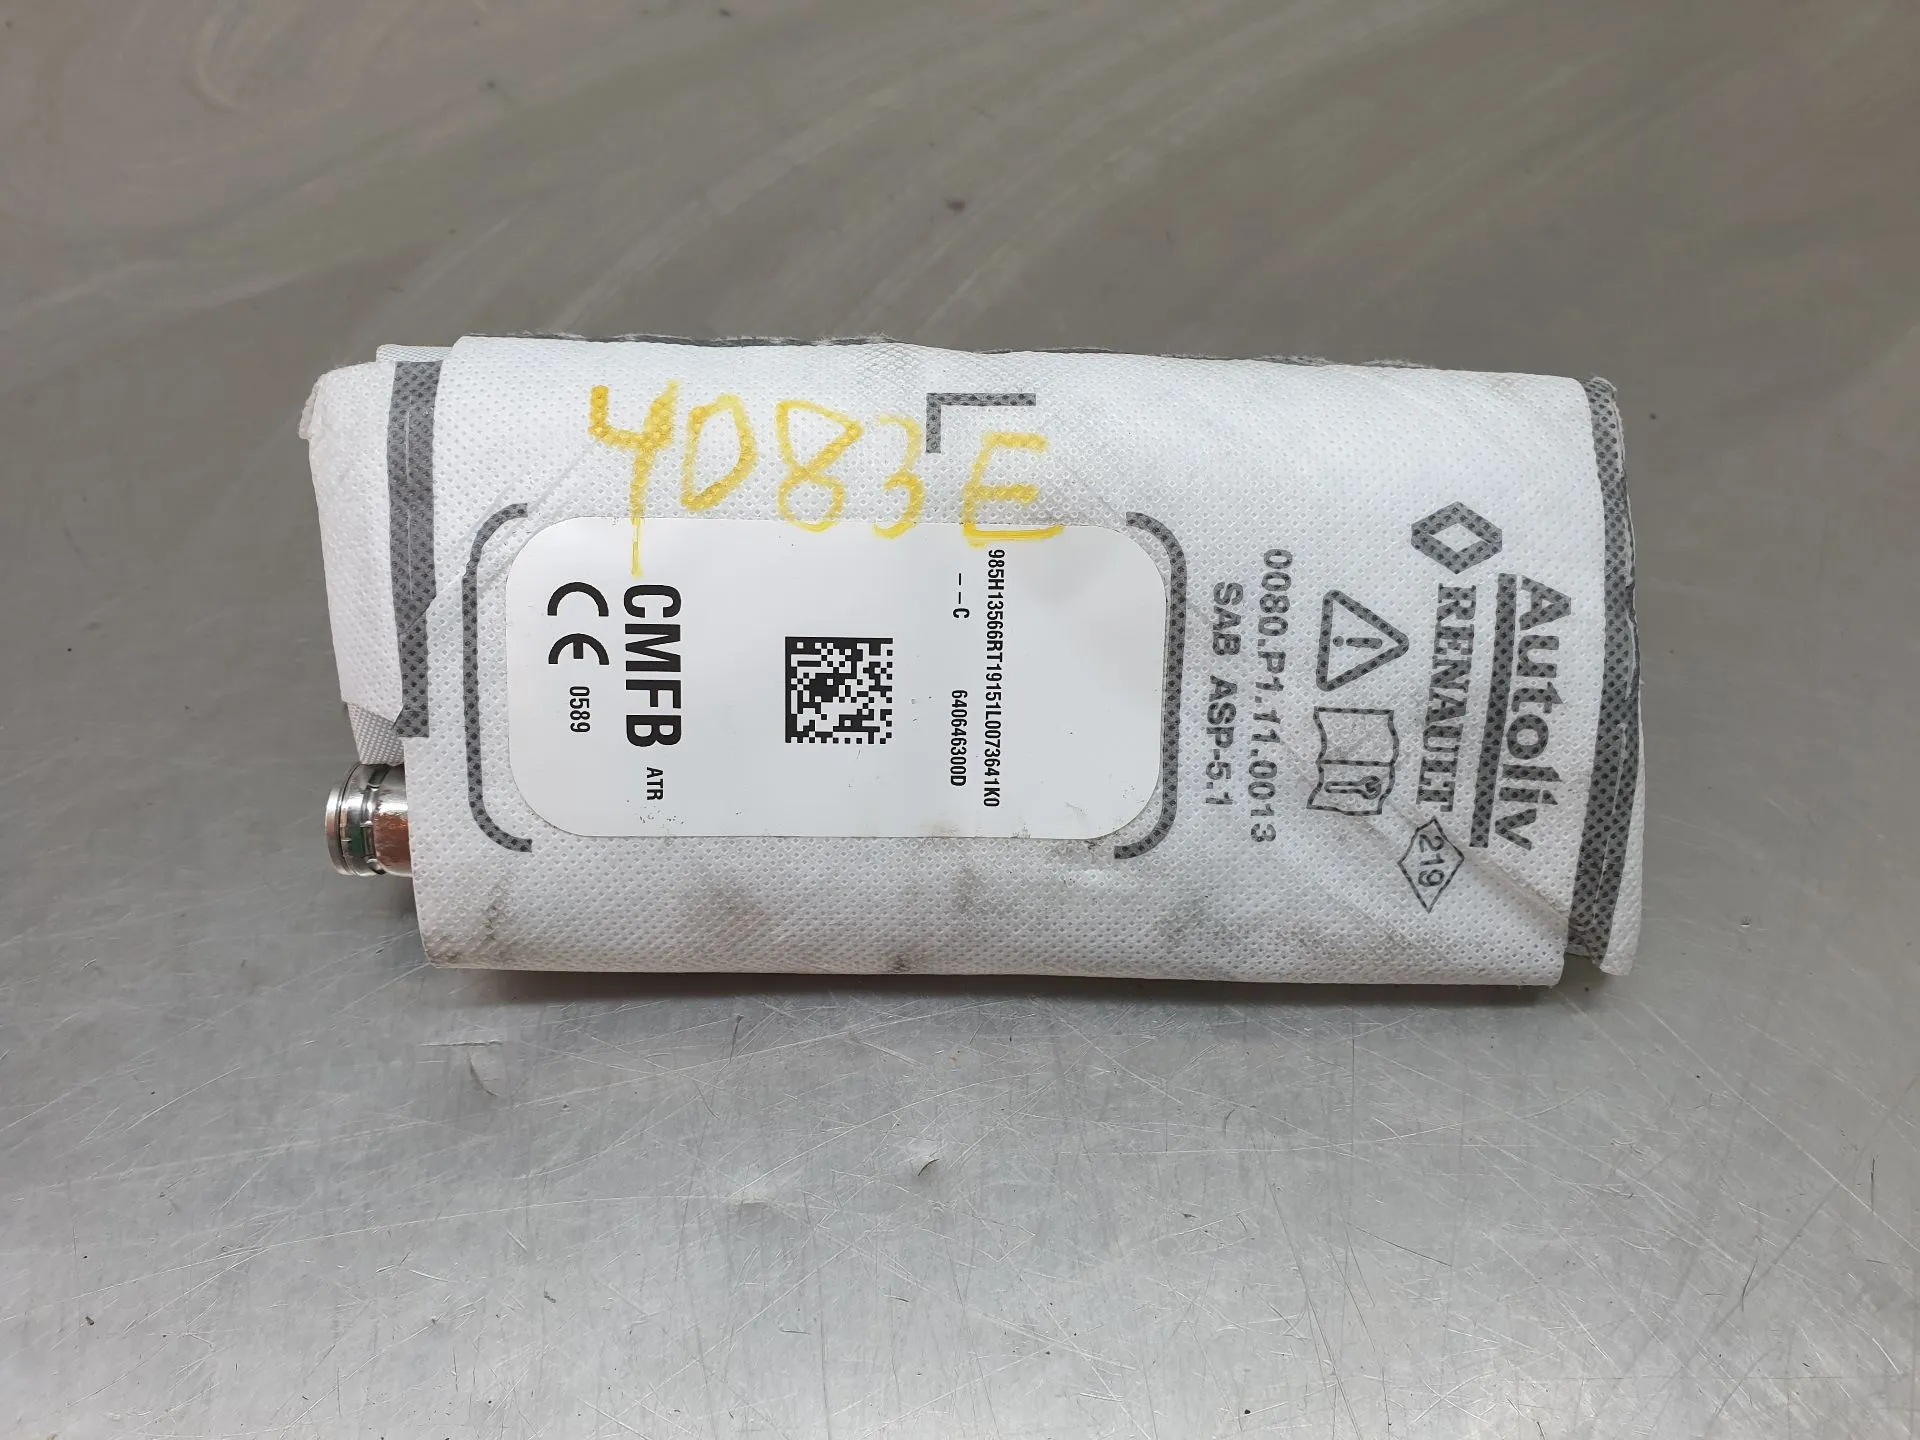 4083E
L
Autoliv
RENAULT
219
0080.P1.11.0013
SAB ASP-5.1
985H13566RT19151L0073641K0
--C 640646300D
CMFB ATR
CE 0589